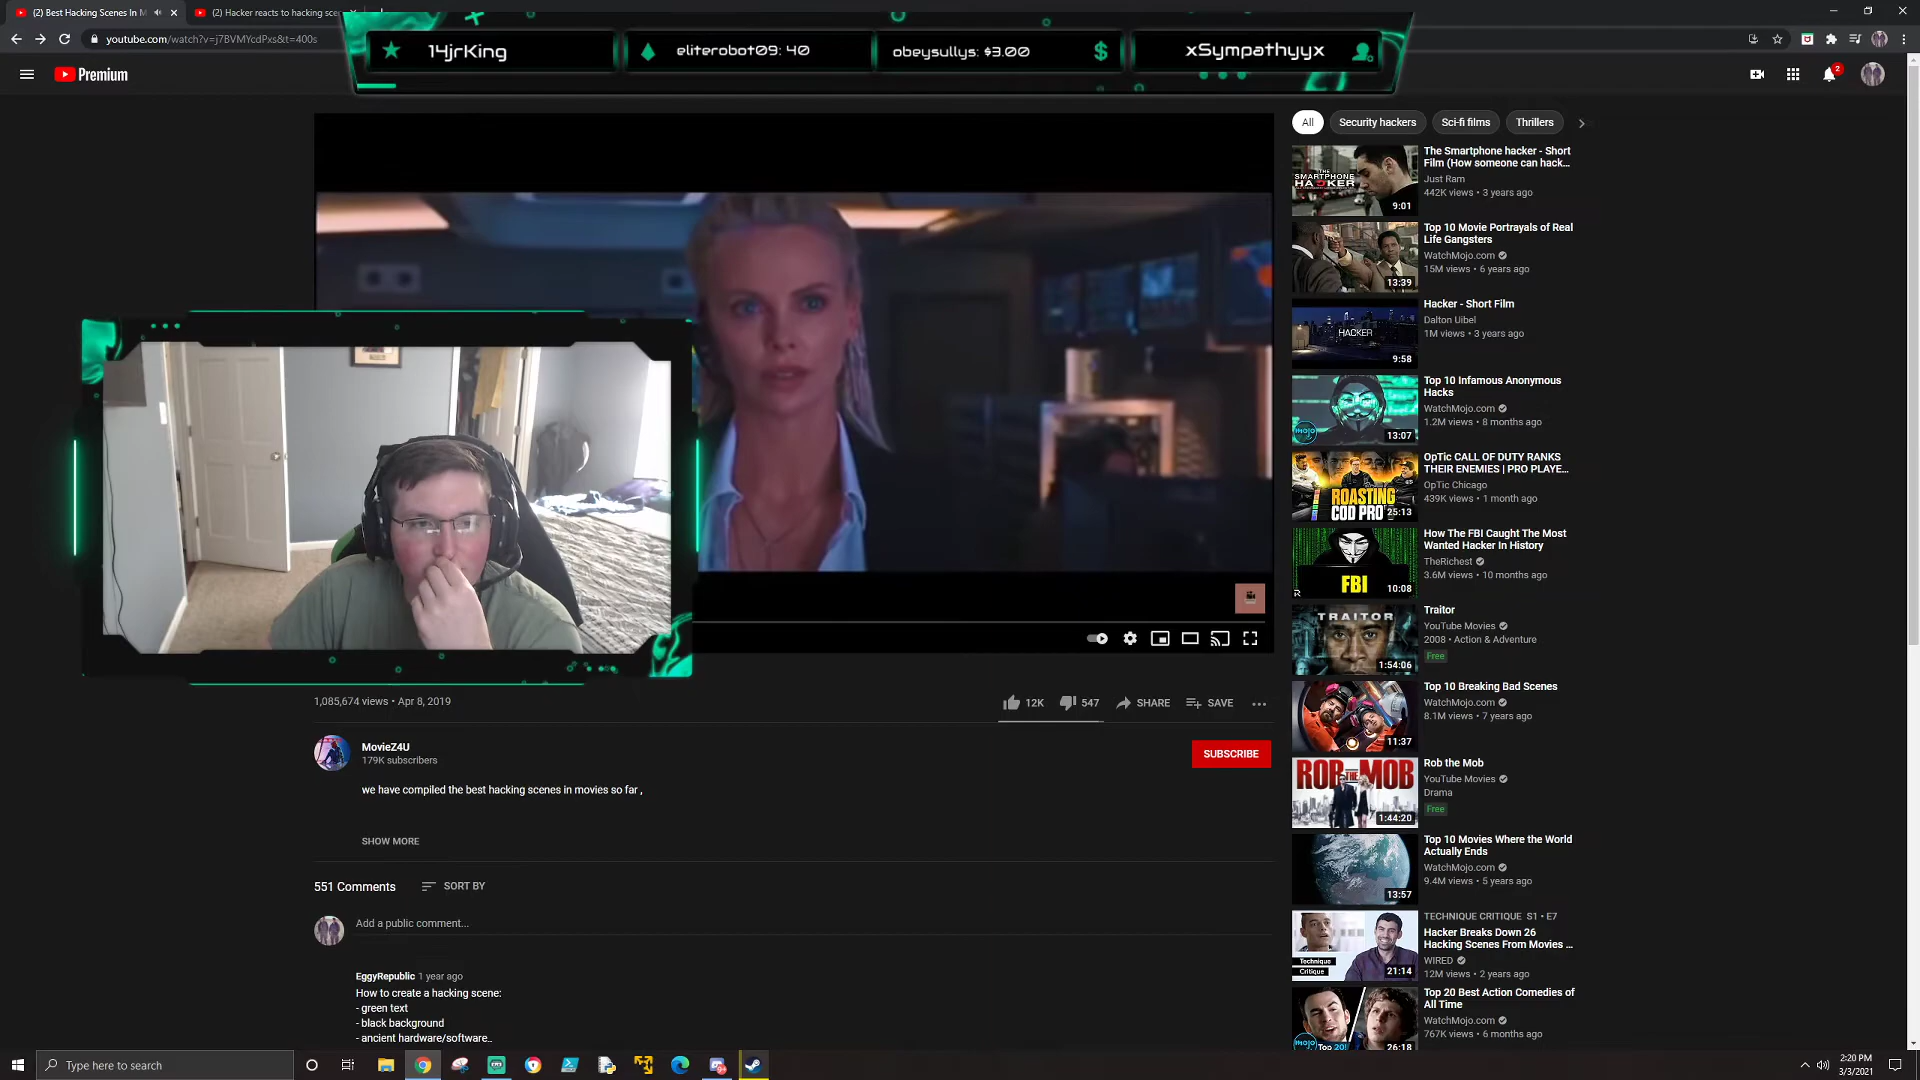 (2) Best Hacking Scenes In M
(2) Hacker reacts to hacking sce
youtube.com/watch?v=j7BVMYcdPxs&t=400s
14jrKing
eliterobot09: 40
obeysullys: $3.00
$
xSympathyyx
Premium
2
All
Security hackers
Sci-fi films
Thrillers
The Smartphone hacker - Short
Film (How someone can hack...
Just Ram
442K views • 3 years ago
THE
SMARTPHONE
HACKER
9:01
Top 10 Movie Portrayals of Real
Life Gangsters
WatchMojo.com
15M views • 6 years ago
13:39
Hacker - Short Film
Dalton Uibel
1M views • 3 years ago
HACKER
9:58
Top 10 Infamous Anonymous
Hacks
WatchMojo.com
1.2M views • 8 months ago
MOJO
13:07
OpTic CALL OF DUTY RANKS
THEIR ENEMIES | PRO PLAYE...
OpTic Chicago
439K views • 1 month ago
ROASTING
COD PRO
25:13
How The FBI Caught The Most
Wanted Hacker In History
TheRichest
3.6M views • 10 months ago
FBI
10:08
Traitor
YouTube Movies
2008 • Action & Adventure
Free
TRAITOR
1:54:06
Top 10 Breaking Bad Scenes
WatchMojo.com
8.1M views • 7 years ago
11:37
Rob the Mob
YouTube Movies
Drama
Free
ROB THE MOB
1:44:20
Top 10 Movies Where the World
Actually Ends
WatchMojo.com
9.4M views • 5 years ago
13:57
TECHNIQUE CRITIQUE S1 • E7
Hacker Breaks Down 26
Hacking Scenes From Movies ...
WIRED
12M views • 2 years ago
Technique
Critique
21:14
Top 20 Best Action Comedies of
All Time
WatchMojo.com
767K views • 6 months ago
MOJO
Top 20!
26:18
1,085,674 views • Apr 8, 2019
12K
547
SHARE
SAVE
MovieZ4U
179K subscribers
SUBSCRIBE
we have compiled the best hacking scenes in movies so far ,
SHOW MORE
551 Comments
SORT BY
Add a public comment...
EggyRepublic 1 year ago
How to create a hacking scene:
- green text
- black background
- ancient hardware/software..
Type here to search
2:20 PM
3/3/2021